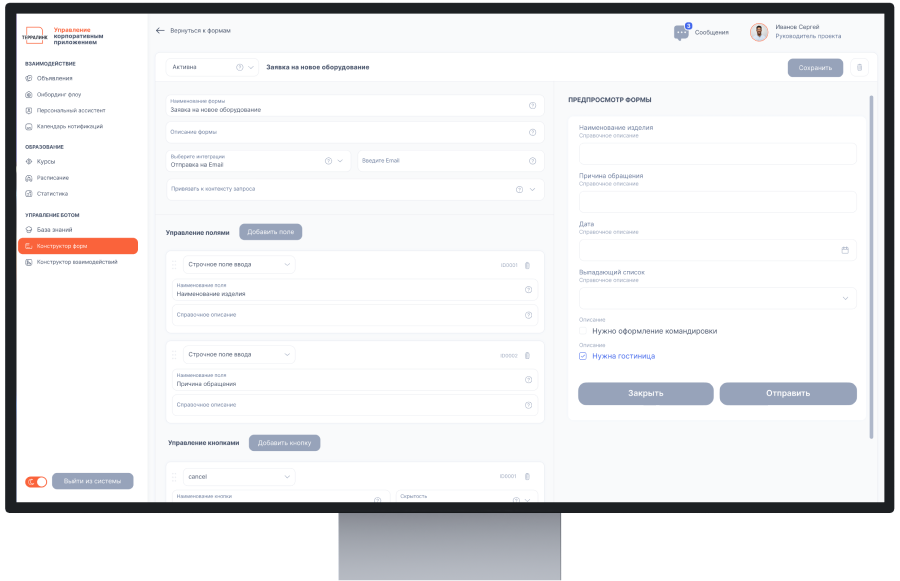 ТЕРРАЛИНК
Управление
корпоративным
приложением
Вернуться к формам
3
Сообщения
Иванов Сергей
Руководитель проекта
ВЗАИМОДЕЙСТВИЕ
Объявления
Онбординг флоу
Персональный ассистент
Календарь нотификаций
ОБРАЗОВАНИЕ
Курсы
Расписание
Статистика
УПРАВЛЕНИЕ БОТОМ
База знаний
Конструктор форм
Конструктор взаимодействий
Выйти из системы
Активна
Заявка на новое оборудование
Сохранить
Наименование формы
Заявка на новое оборудование
Описание формы
Выберите интеграции
Отправка на Email
Введите Email
Привязать к контексту запроса
Управление полями
Добавить поле
Строчное поле ввода
ID0001
Наименование поля
Наименование изделия
Справочное описание
Строчное поле ввода
ID0002
Наименование поля
Причина обращения
Справочное описание
Управление кнопками
Добавить кнопку
cancel
ID0001
Наименование кнопки
Скрытость
ПРЕДПРОСМОТР ФОРМЫ
Наименование изделия
Справочное описание
Причина обращения
Справочное описание
Дата
Справочное описание
Выпадающий список
Справочное описание
Описание
Нужно оформление командировки
Описание
Нужна гостиница
Закрыть
Отправить